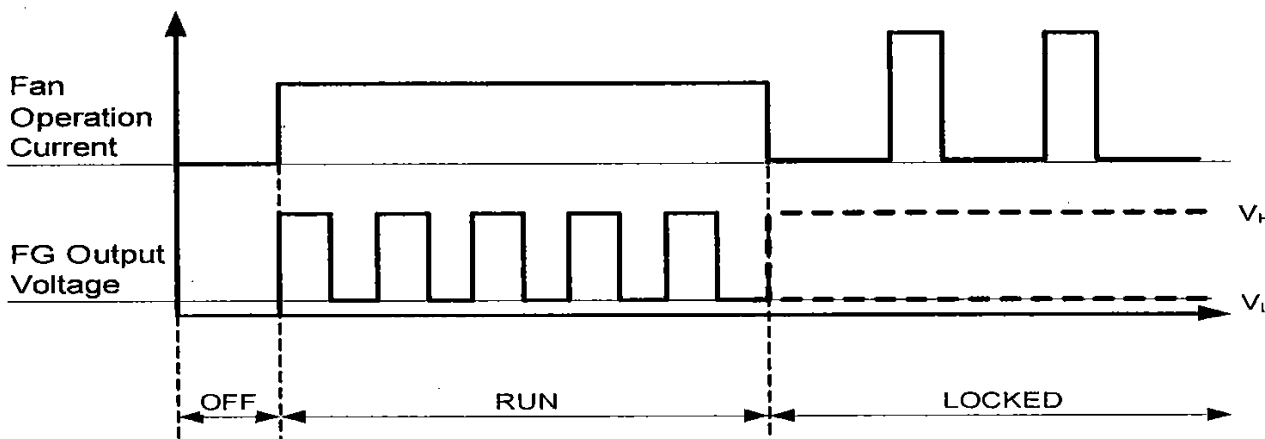 Fan
Operation
Current
FG Output
Voltage
OFF
RUN
LOCKED